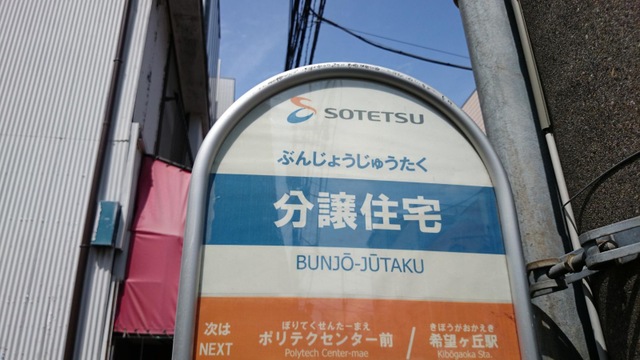 SOTETSU
ぶんじょうじゅうたく
分譲住宅
BUNJŌ-JŪTAKU
次は
NEXT
ぽりてくせんたーまえ
ポリテクセンター前
Polytech Center-mae
/
きぼうがおかえき
希望ヶ丘駅
Kibōgaoka Sta.